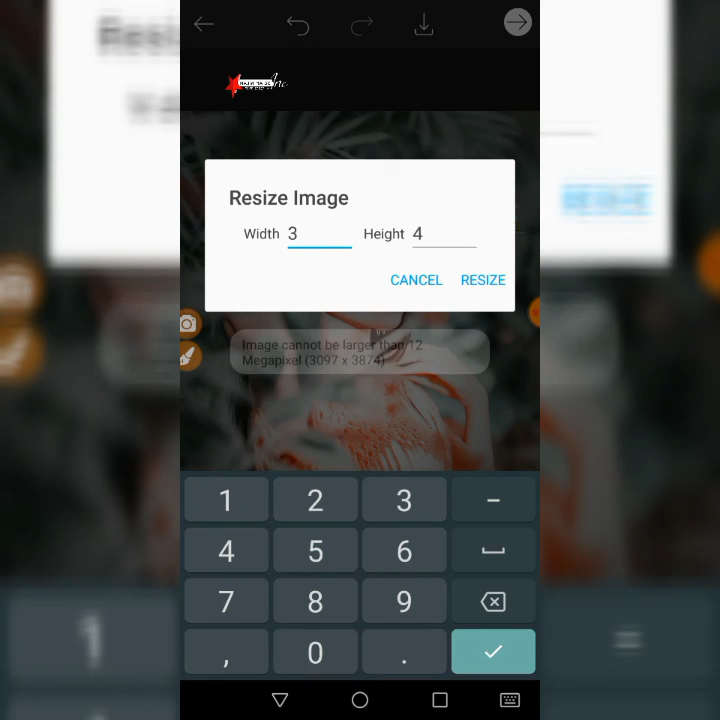 Resize Image
Width 3 Height 4
CANCEL RESIZE
Image cannot be larger than 12
Megapixel (3097 x 3874)
1 2 3 -
4 5 6
7 8 9
, 0 .